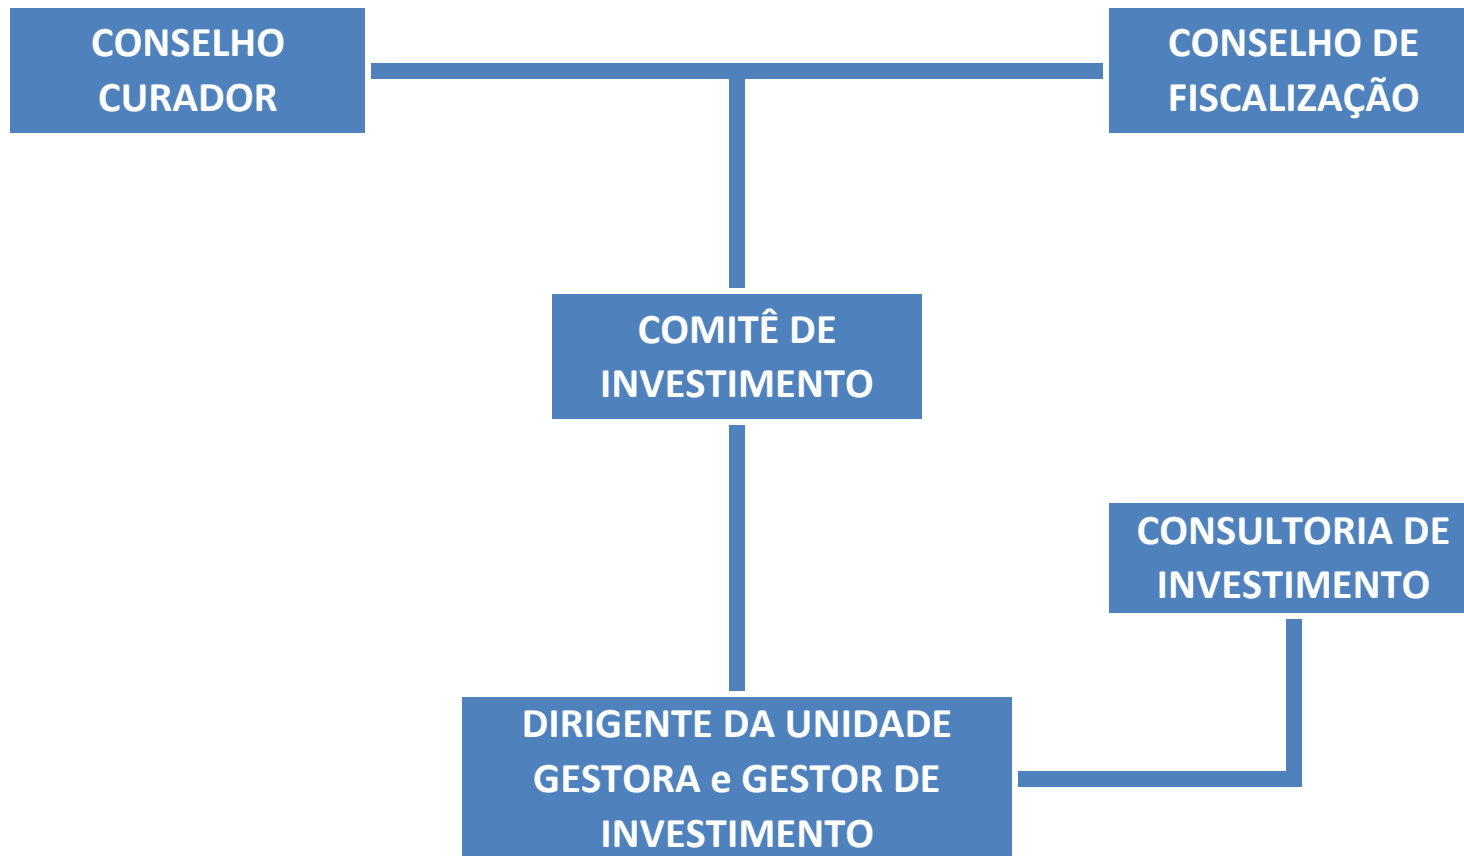 CONSELHO
CURADOR
CONSELHO DE
FISCALIZAÇÃO
COMITÊ DE
INVESTIMENTO
CONSULTORIA DE
INVESTIMENTO
DIRIGENTE DA UNIDADE
GESTORA e GESTOR DE
INVESTIMENTO